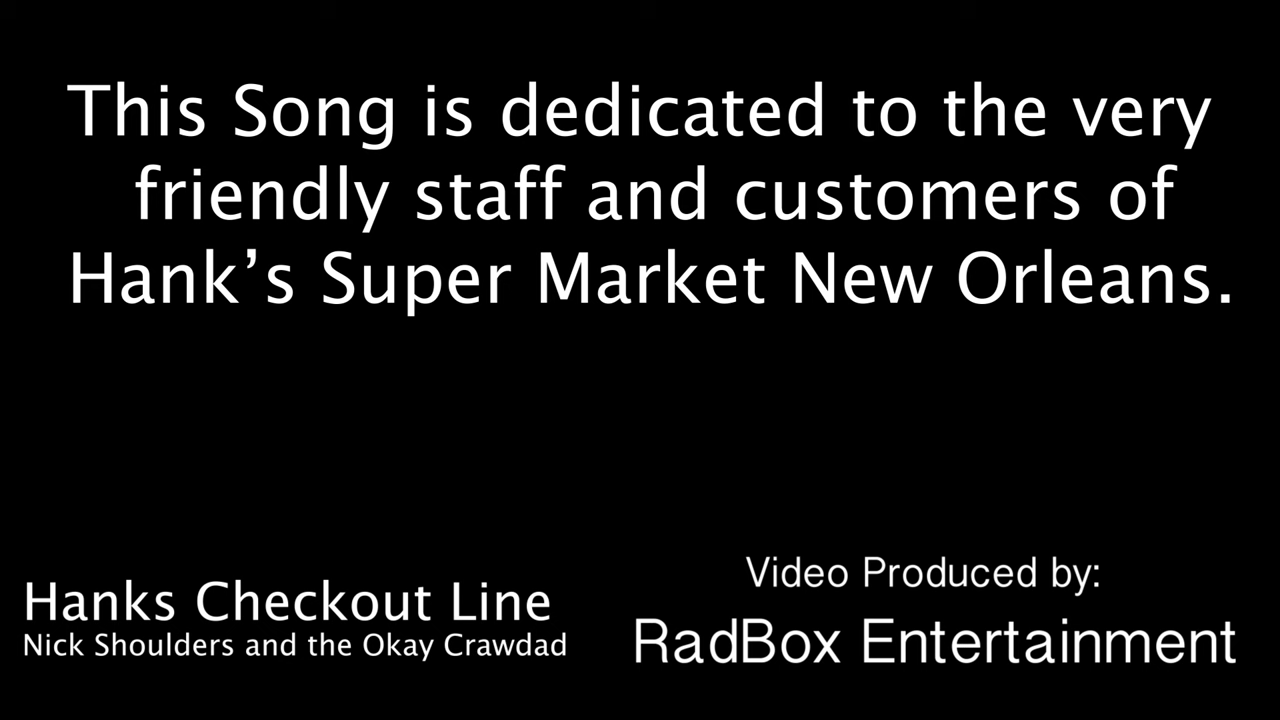 This Song is dedicated to the very
friendly staff and customers of
Hank’s Super Market New Orleans.
Hanks Checkout Line
Nick Shoulders and the Okay Crawdad
Video Produced by:
RadBox Entertainment